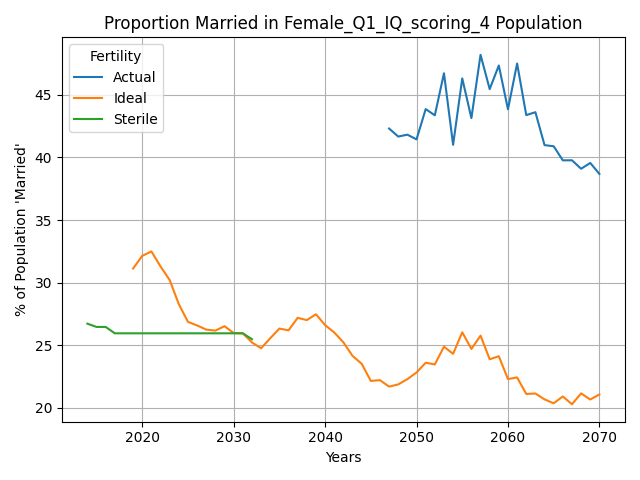 Proportion Married in Female_Q1_IQ_scoring_4 Population
Fertility
Actual
Ideal
Sterile
% of Population 'Married'
45
40
35
30
25
20
2020 2030 2040 2050 2060 2070
Years